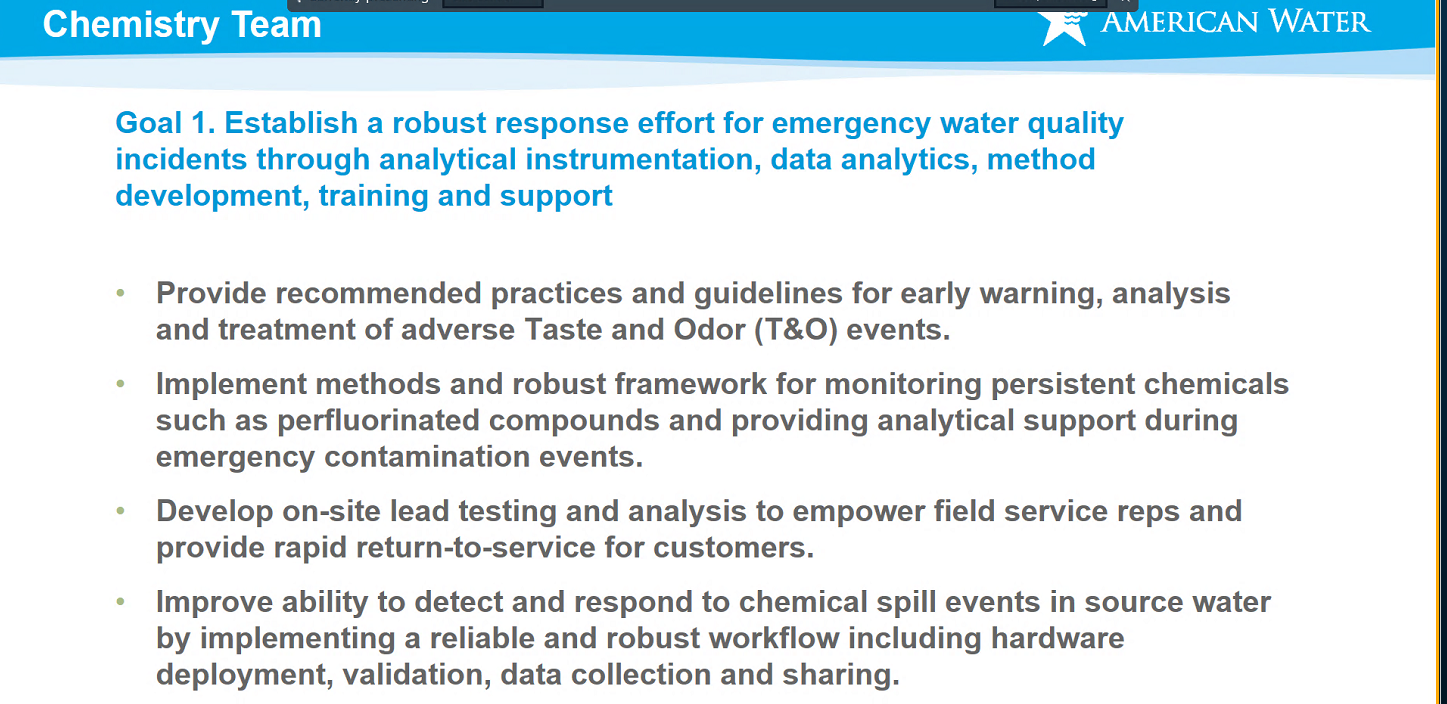 Chemistry Team
AMERICAN WATER
Goal 1. Establish a robust response effort for emergency water quality
incidents through analytical instrumentation, data analytics, method
development, training and support
• Provide recommended practices and guidelines for early warning, analysis
and treatment of adverse Taste and Odor (T&O) events.
• Implement methods and robust framework for monitoring persistent chemicals
such as perfluorinated compounds and providing analytical support during
emergency contamination events.
• Develop on-site lead testing and analysis to empower field service reps and
provide rapid return-to-service for customers.
• Improve ability to detect and respond to chemical spill events in source water
by implementing a reliable and robust workflow including hardware
deployment, validation, data collection and sharing.